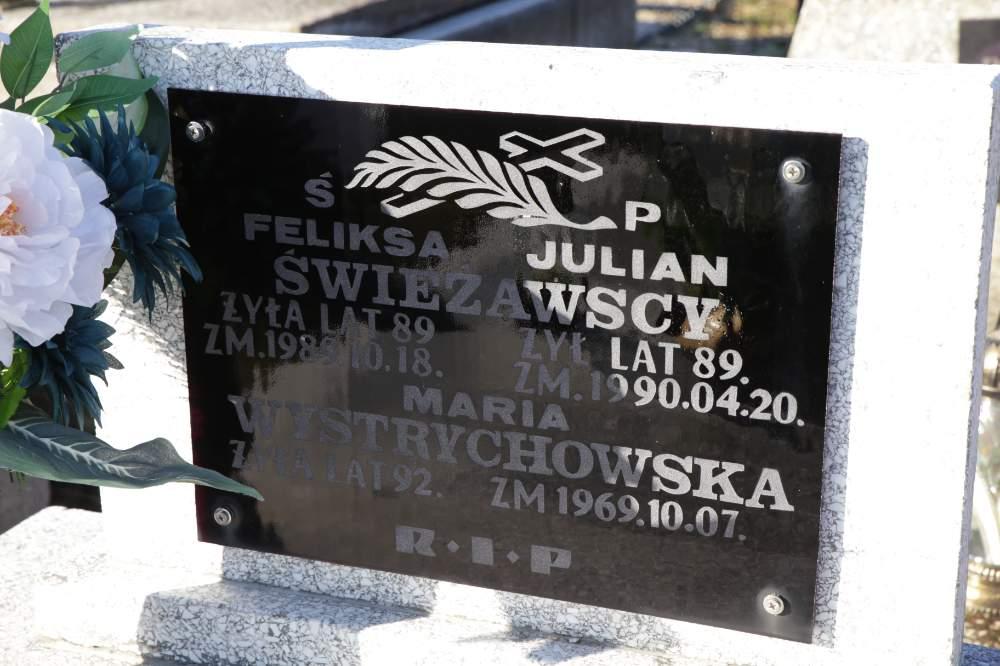 Ś P
FELIKSA JULIAN
ŚWIEŻAWSCY
ŻYŁA LAT 89 ŻYŁ LAT 89.
ZM.1989.10.18. ZM.1990.04.20.
MARIA
WYSTRYCHOWSKA
ŻYŁA LAT 92. ZM 1969.10.07.
R·I·P